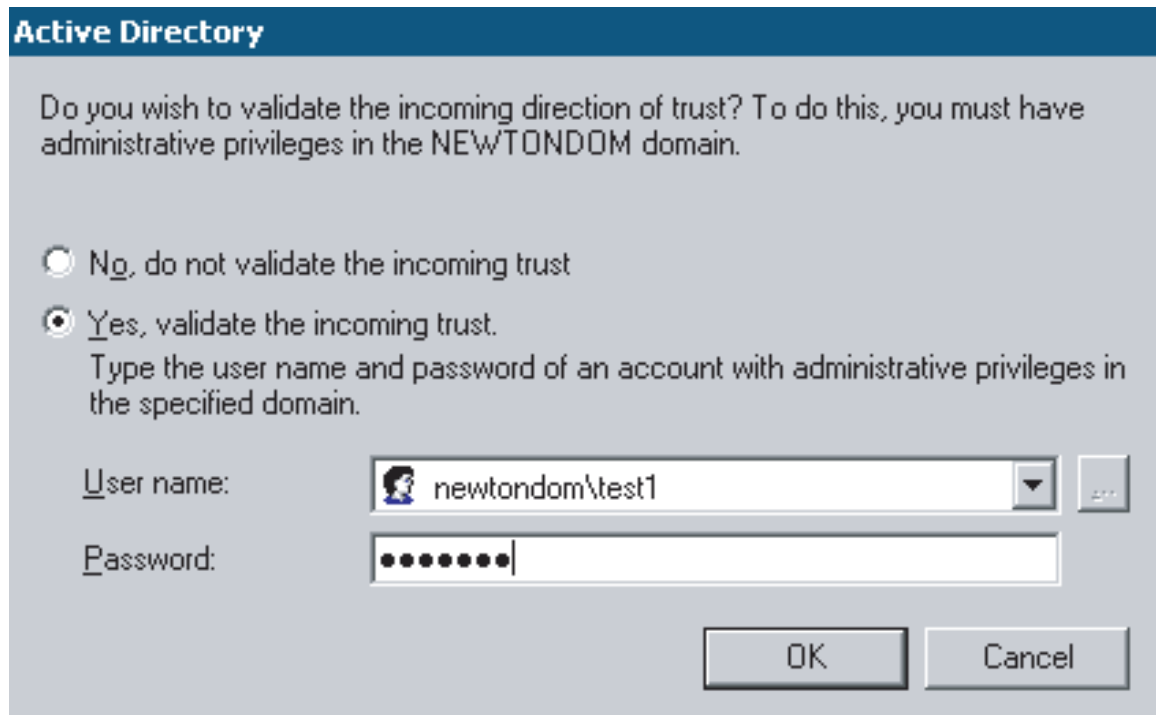 Active Directory
Do you wish to validate the incoming direction of trust? To do this, you must have
administrative privileges in the NEWTONDOM domain.
No, do not validate the incoming trust
Yes, validate the incoming trust.
Type the user name and password of an account with administrative privileges in
the specified domain.
User name: newtondom\test1 ...
Password: •••••••
OK Cancel